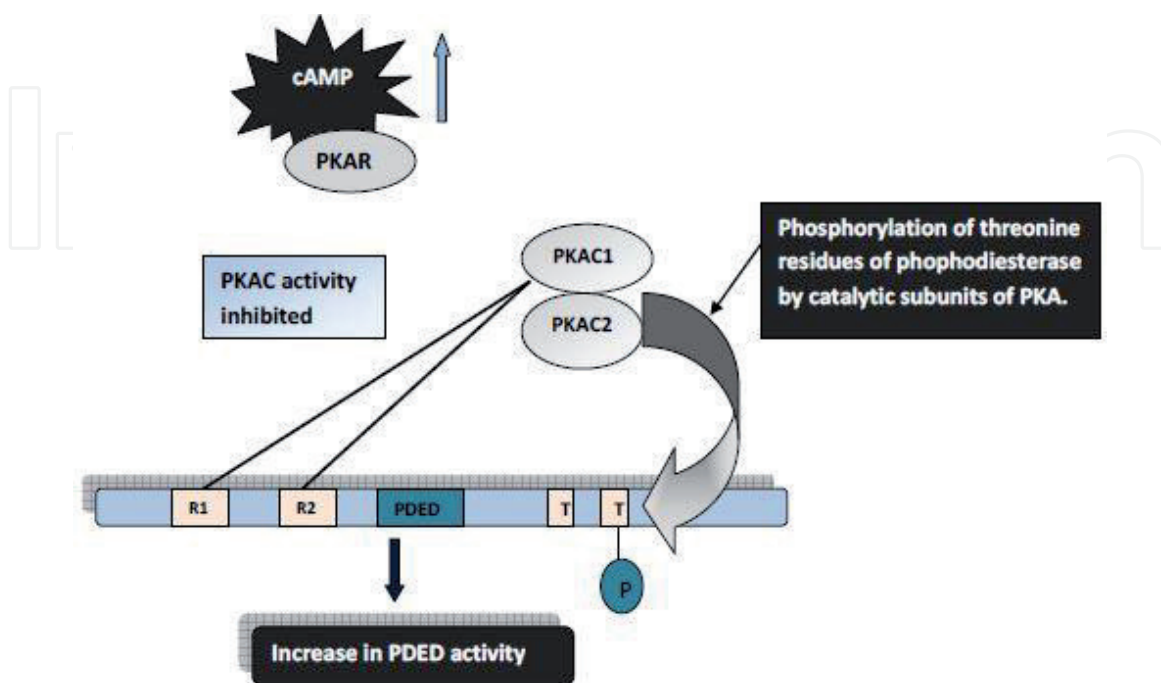 cAMP
PKAR
PKAC activity
inhibited
PKAC1
PKAC2
Phosphorylation of threonine
residues of phophodiesterase
by catalytic subunits of PKA.
R1 R2 PDED T T
P
Increase in PDED activity